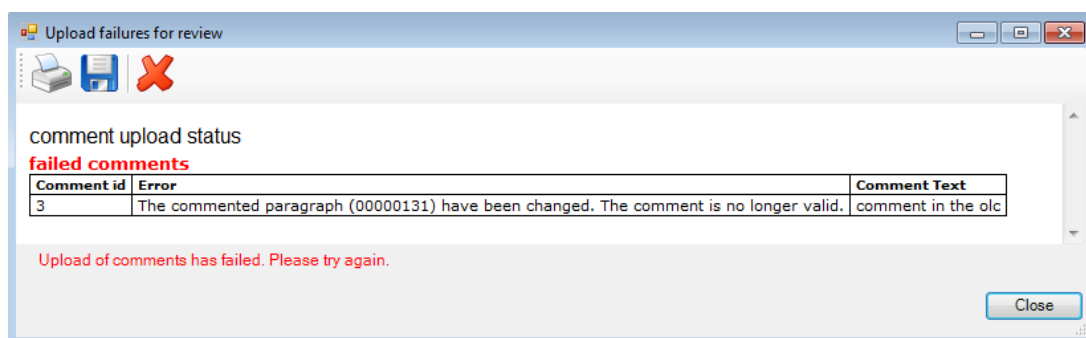 Upload failures for review
comment upload status
failed comments
Comment id Error Comment Text
3 The commented paragraph (00000131) have been changed. The comment is no longer valid. comment in the olc
Upload of comments has failed. Please try again.
Close